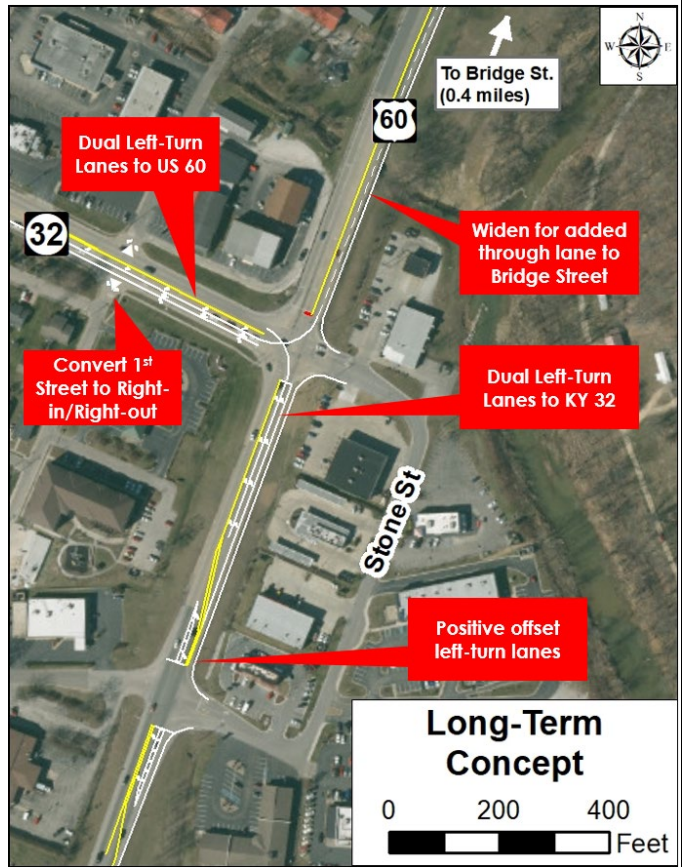 N
W E
S
To Bridge St.
(0.4 miles)
60
Dual Left-Turn
Lanes to US 60
32
Widen for added
through lane to
Bridge Street
Convert 1st
Street to Right-
in/Right-out
Dual Left-Turn
Lanes to KY 32
Stone St
Positive offset
left-turn lanes
Long-Term
Concept
0 200 400
Feet